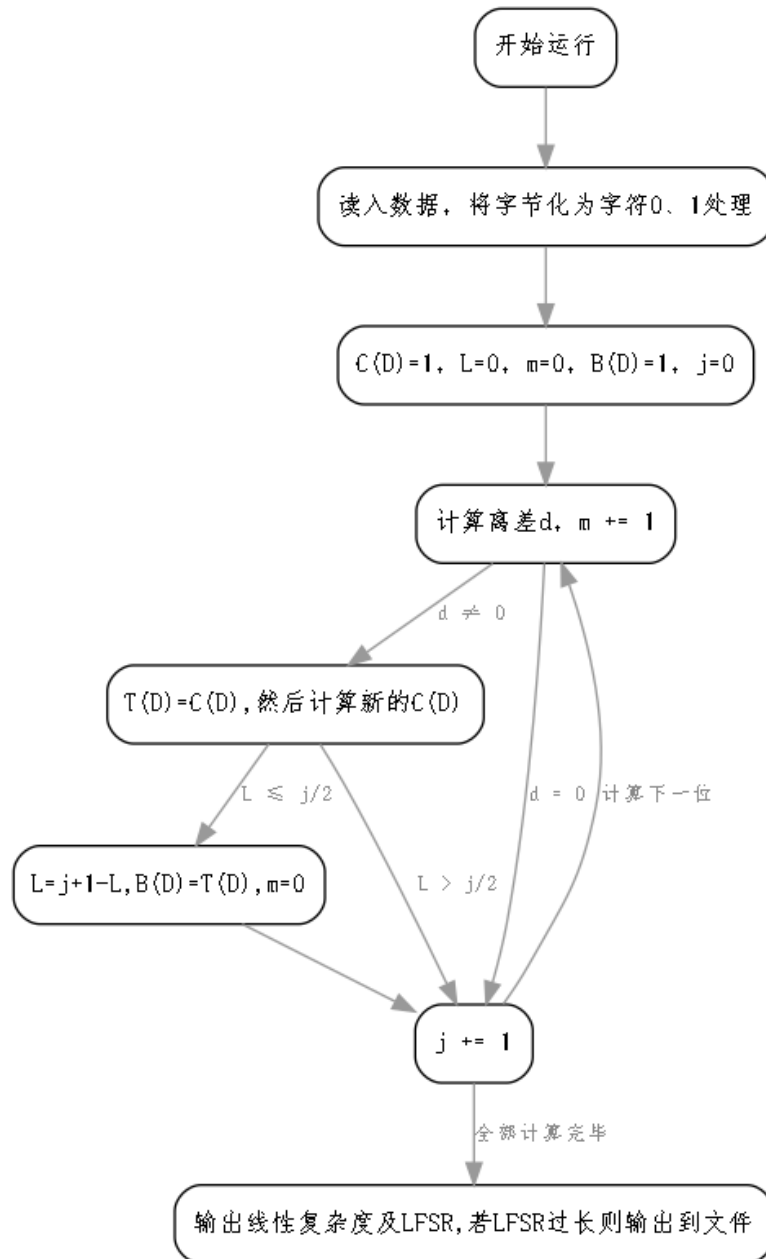 开始运行
读入数据，将字节化为字符0、1处理
C(D)=1, L=0, m=0, B(D)=1, j=0
计算离差d, m += 1
d ≠ 0
T(D)=C(D),然后计算新的C(D)
L ≤ j/2
d = 0
计算下一位
L=j+1-L,B(D)=T(D),m=0
L > j/2
j += 1
全部计算完毕
输出线性复杂度及LFSR,若LFSR过长则输出到文件